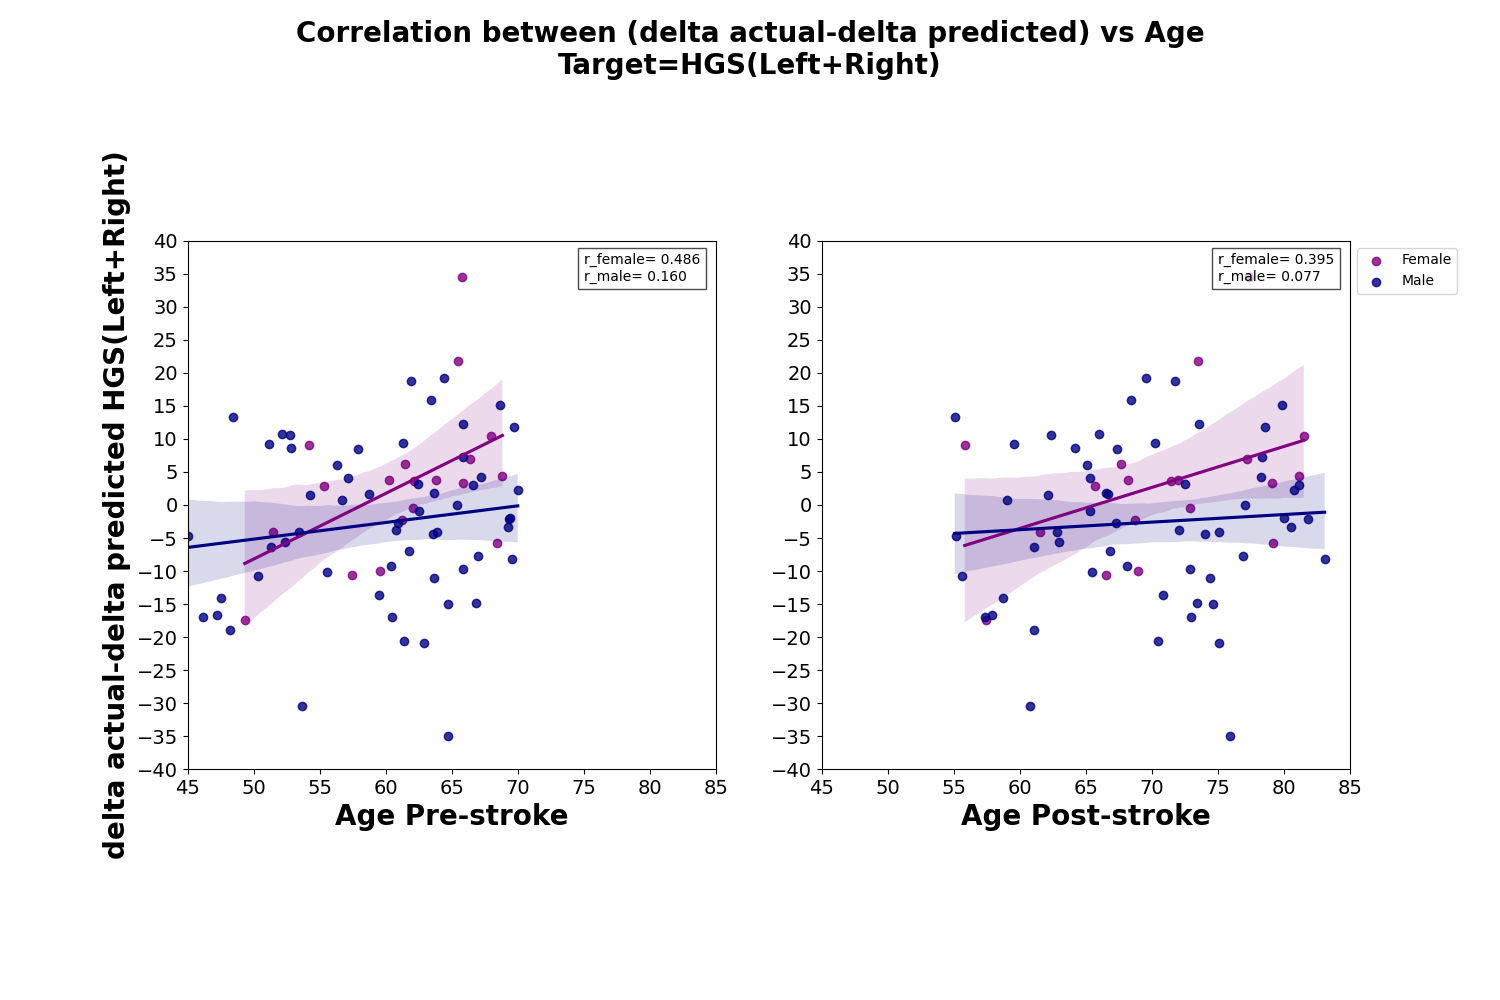 Correlation between (delta actual-delta predicted) vs Age
Target=HGS(Left+Right)
delta actual-delta predicted HGS(Left+Right)
40
35
30
25
20
15
10
5
0
−5
−10
−15
−20
−25
−30
−35
−40
45 50 55 60 65 70 75 80 85
Age Pre-stroke
r_female= 0.486
r_male= 0.160
40
35
30
25
20
15
10
5
0
−5
−10
−15
−20
−25
−30
−35
−40
45 50 55 60 65 70 75 80 85
Age Post-stroke
r_female= 0.395
r_male= 0.077
Female
Male